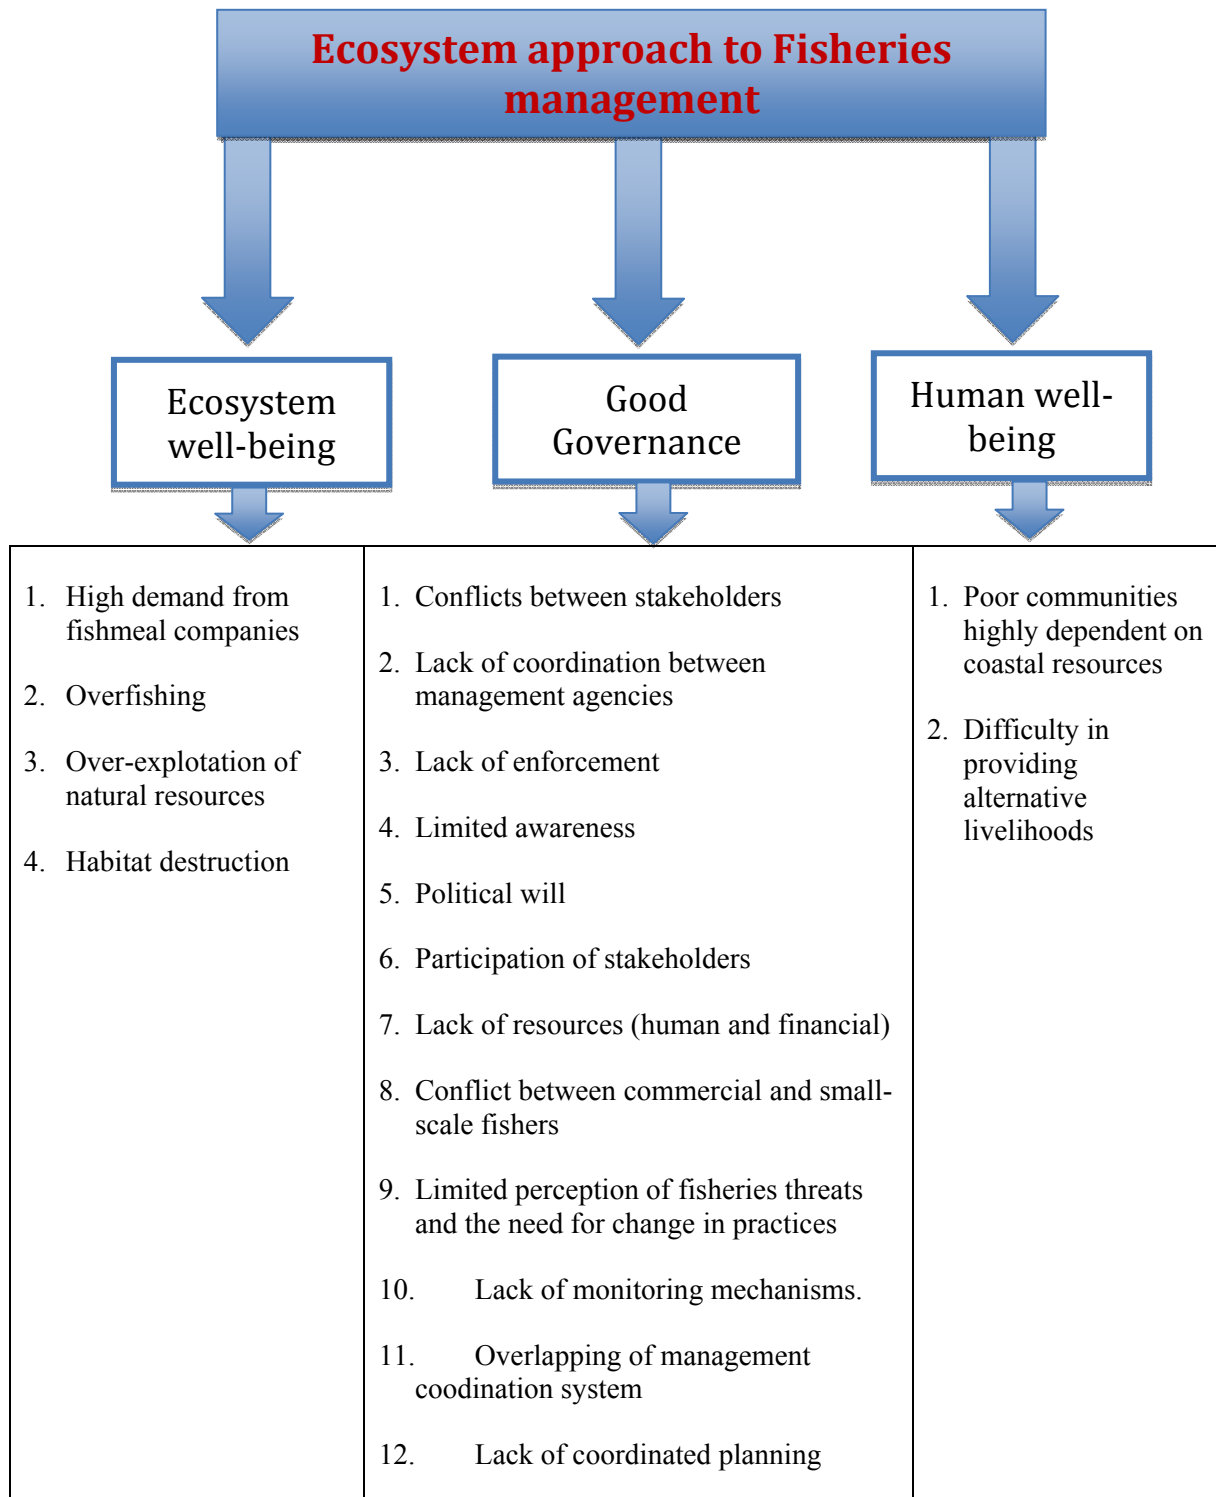 Ecosystem approach to Fisheries
management
Ecosystem
well-being
Good
Governance
Human well-
being
1. High demand from
fishmeal companies
2. Overfishing
3. Over-explotation of
natural resources
4. Habitat destruction
1. Conflicts between stakeholders
2. Lack of coordination between
management agencies
3. Lack of enforcement
4. Limited awareness
5. Political will
6. Participation of stakeholders
7. Lack of resources (human and financial)
8. Conflict between commercial and small-
scale fishers
9. Limited perception of fisheries threats
and the need for change in practices
10. Lack of monitoring mechanisms.
11. Overlapping of management
coodination system
12. Lack of coordinated planning
1. Poor communities
highly dependent on
coastal resources
2. Difficulty in
providing
alternative
livelihoods